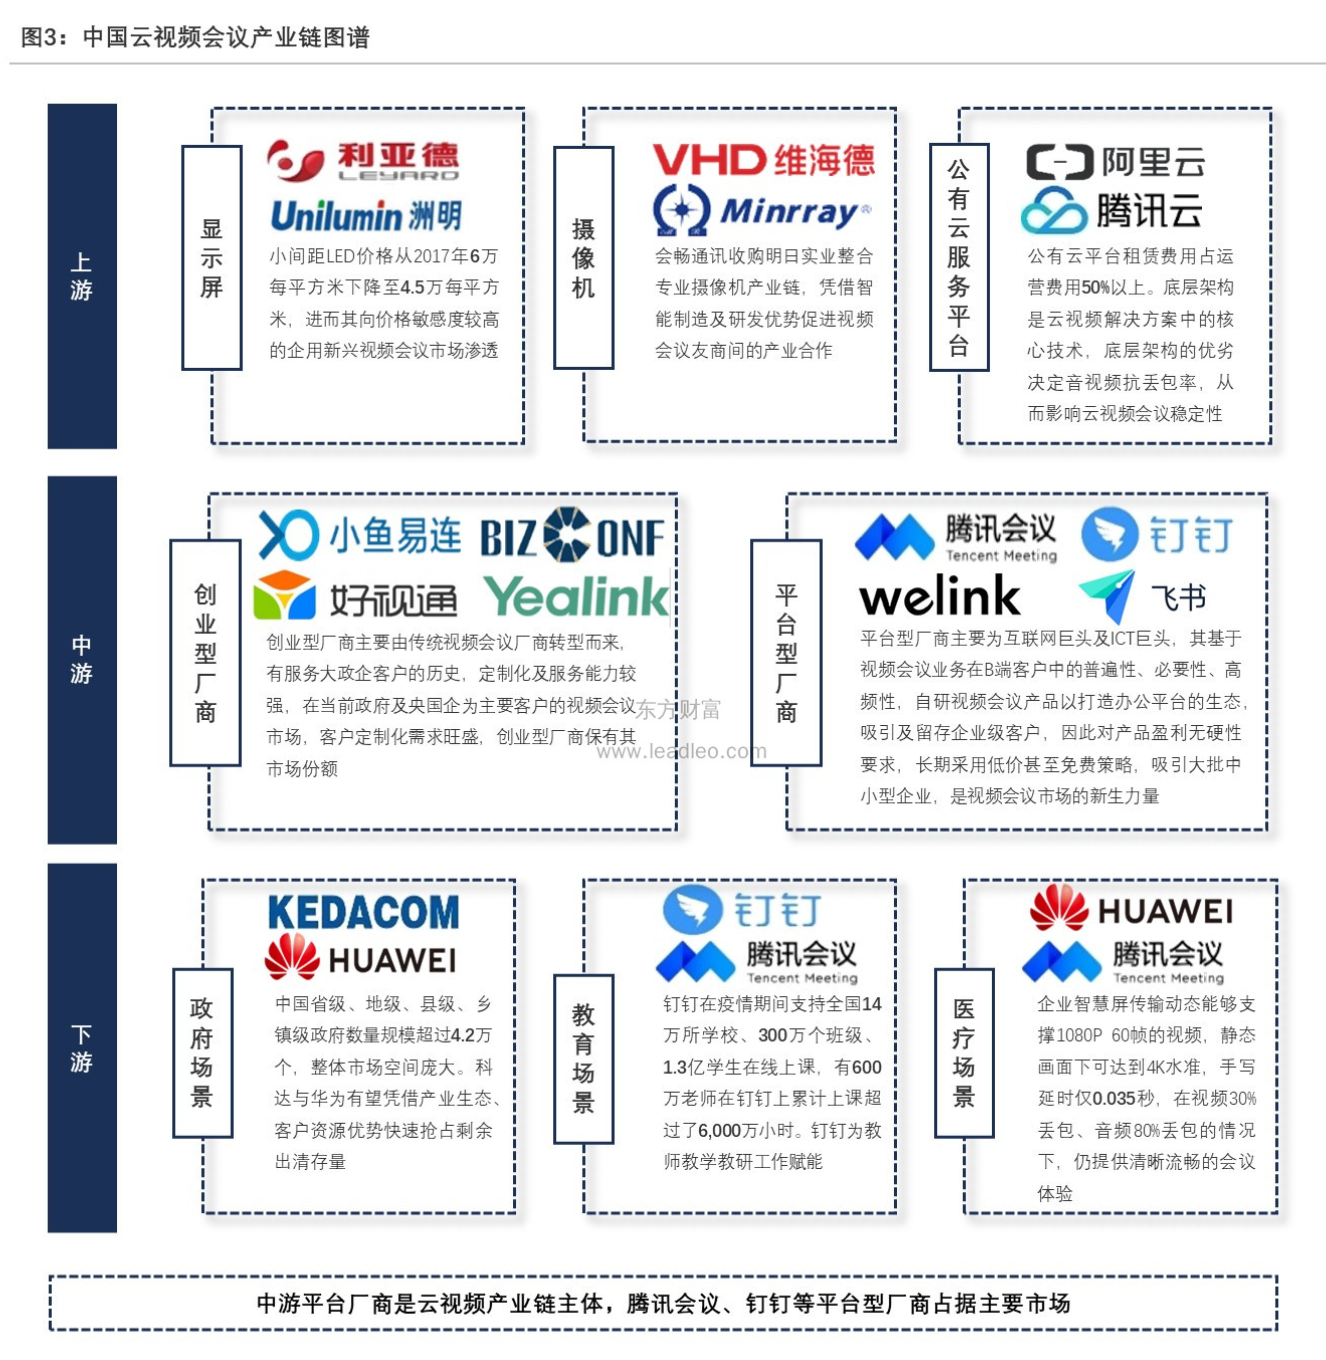 图3：中国云视频会议产业链图谱
上游
显示屏
利亚德
LEYARD
Unilumin 洲明
小间距LED价格从2017年6万
每平方米下降至4.5万每平方
米，进而其向价格敏感度较高
的企用新兴视频会议市场渗透
摄像机
VHD 维海德
Minrray®
会畅通讯收购明日实业整合
专业摄像机产业链，凭借智
能制造及研发优势促进视频
会议友商间的产业合作
公有云服务平台
阿里云
腾讯云
公有云平台租赁费用占运
营费用50%以上。底层架构
是云视频解决方案中的核
心技术，底层架构的优劣
决定音视频抗丢包率，从
而影响云视频会议稳定性
中游
创业型厂商
小鱼易连 BIZCONF
好视通 Yealink
创业型厂商主要由传统视频会议厂商转型而来，
有服务大政企客户的历史，定制化及服务能力较
强，在当前政府及央国企为主要客户的视频会议
市场，客户定制化需求旺盛，创业型厂商保有其
市场份额
东方财富
www.leadleo.com
平台型厂商
腾讯会议
Tencent Meeting
钉钉
welink
飞书
平台型厂商主要为互联网巨头及ICT巨头，其基于
视频会议业务在B端客户中的普遍性、必要性、高
频性，自研视频会议产品以打造办公平台的生态，
吸引及留存企业级客户，因此对产品盈利无硬性
要求，长期采用低价甚至免费策略，吸引大批中
小型企业，是视频会议市场的新生力量
下游
政府场景
KEDACOM
HUAWEI
中国省级、地级、县级、乡
镇级政府数量规模超过4.2万
个，整体市场空间庞大。科
达与华为有望凭借产业生态、
客户资源优势快速抢占剩余
出清存量
教育场景
钉钉
腾讯会议
Tencent Meeting
钉钉在疫情期间支持全国14
万所学校、300万个班级、
1.3亿学生在线上课，有600
万老师在钉钉上累计上课超
过了6,000万小时。钉钉为教
师教学教研工作赋能
医疗场景
HUAWEI
腾讯会议
Tencent Meeting
企业智慧屏传输动态能够支
撑1080P 60帧的视频，静态
画面下可达到4K水准，手写
延时仅0.035秒，在视频30%
丢包、音频80%丢包的情况
下，仍提供清晰流畅的会议
体验
中游平台厂商是云视频产业链主体，腾讯会议、钉钉等平台型厂商占据主要市场